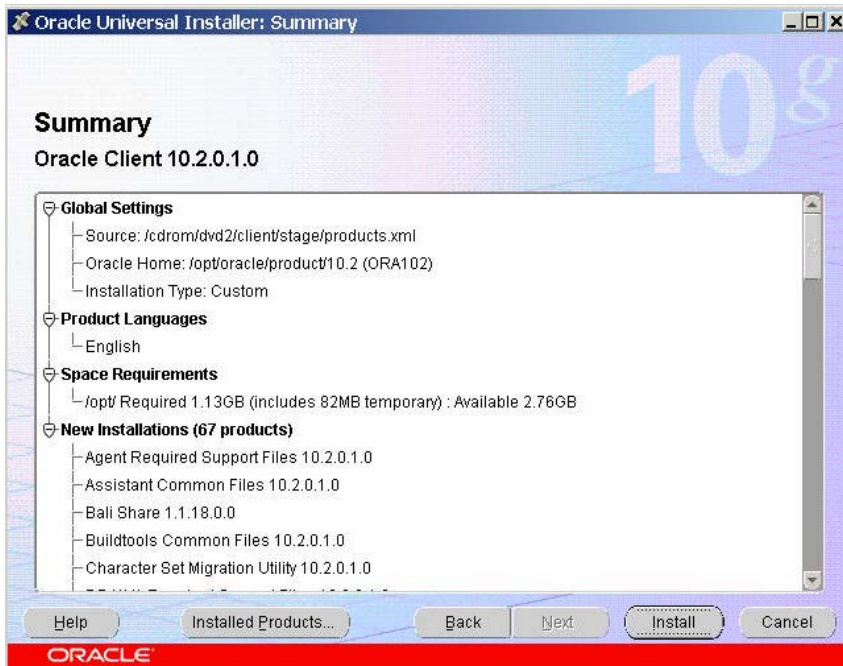 Oracle Universal Installer: Summary
10g
Summary
Oracle Client 10.2.0.1.0
Global Settings
Source: /cdrom/dvd2/client/stage/products.xml
Oracle Home: /opt/oracle/product/10.2 (ORA102)
Installation Type: Custom
Product Languages
English
Space Requirements
/opt/ Required 1.13GB (includes 82MB temporary) : Available 2.76GB
New Installations (67 products)
Agent Required Support Files 10.2.0.1.0
Assistant Common Files 10.2.0.1.0
Bali Share 1.1.18.0.0
Buildtools Common Files 10.2.0.1.0
Character Set Migration Utility 10.2.0.1.0
Help Installed Products... Back Next Install Cancel
ORACLE